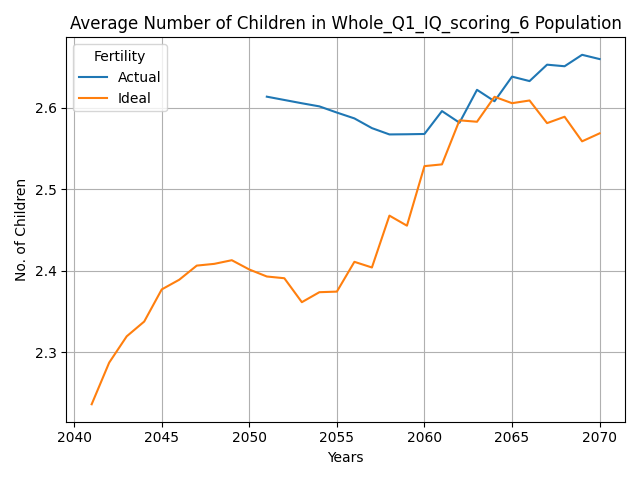 Average Number of Children in Whole_Q1_IQ_scoring_6 Population
Fertility
Actual
Ideal
No. of Children
2.6
2.5
2.4
2.3
2040 2045 2050 2055 2060 2065 2070
Years